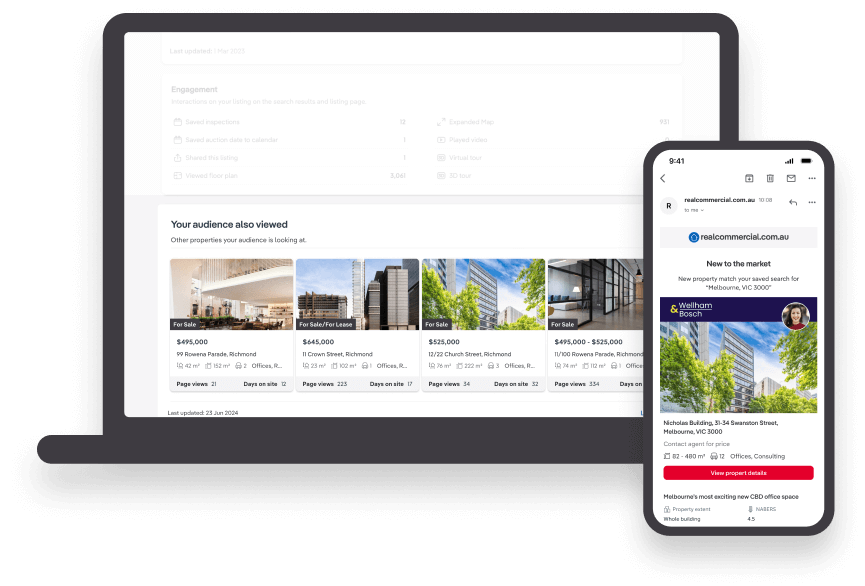 Last updated: 1 Mar 2023
Engagement
Interactions on your listing on the search results and listing page.
Saved inspections
Expanded Map
Saved auction date to calendar 1
Played video
Shared this listing 1
Virtual tour
Viewed floor plan 3,061
3D tour
Your audience also viewed
Other properties your audience is looking at.
For Sale
For Sale/For Lease
For Sale
For Sale
$495,000
$645,000
$525,000
$495,000 - $525,000
99 Rowena Parade, Richmond
11 Crown Street, Richmond
12/22 Church Street, Richmond
11/100 Rowena Parade, Richmond
42 m² 152 m² 2 Offices, R...
23 m² 102 m² 1 Offices, R...
76 m² 222 m² 3 Offices, R...
74 m² 112 m² 1 Office
Page views 21 Days on site 12
Page views 223 Days on site 17
Page views 34 Days on site 32
Page views 334 Days on
Last updated: 23 Jun 2024
9:41
R
realcommercial.com.au 10:08
to me
realcommercial.com.au
New to the market
New property match your saved search for
"Melbourne, VIC 3000"
Wellham
& Bosch
Nicholas Building, 31-34 Swanston Street,
Melbourne, VIC 3000
Contact agent for price
82 - 480 m² 12 Offices, Consulting
View propert details
Melbourne's most exciting new CBD office space
Property extent
NABERS
Whole building
4.5